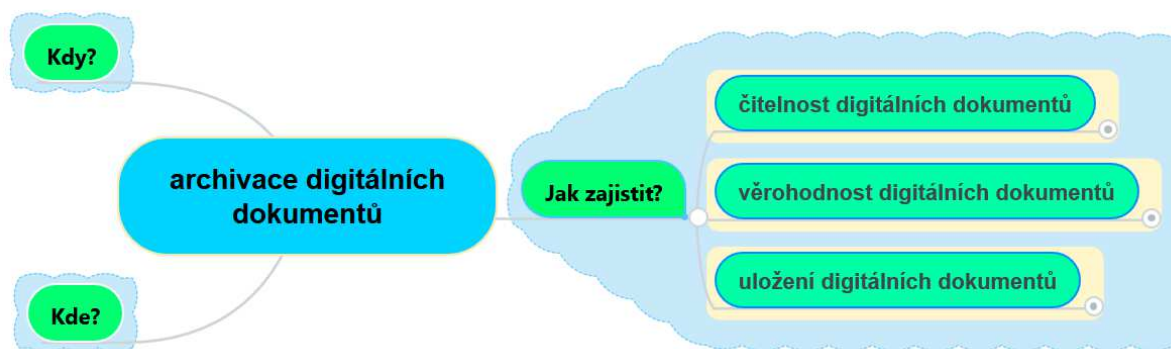 Kdy?
archivace digitálních
dokumentů
Kde?
Jak zajistit?
čitelnost digitálních dokumentů
věrohodnost digitálních dokumentů
uložení digitálních dokumentů